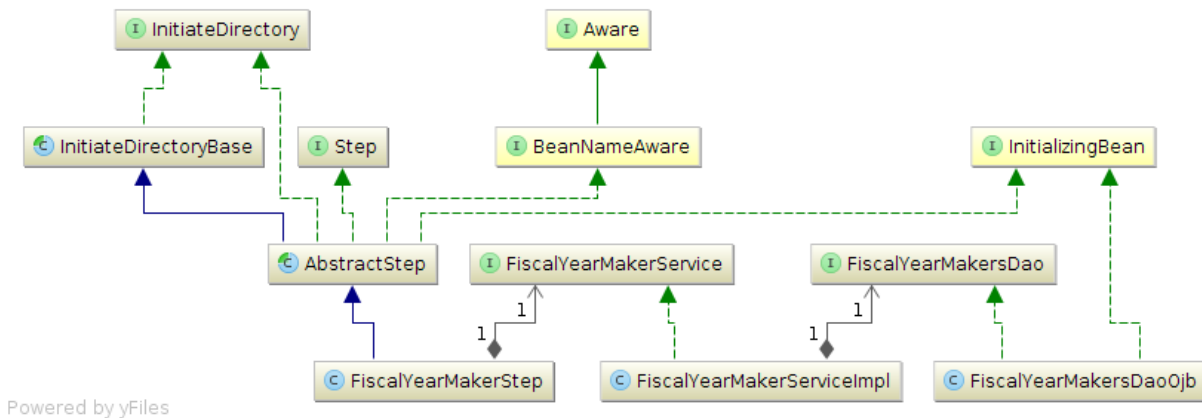 I InitiateDirectory
I Aware
C InitiateDirectoryBase
I Step
I BeanNameAware
I InitializingBean
C AbstractStep
I FiscalYearMakerService
I FiscalYearMakersDao
1
1
1
1
C FiscalYearMakerStep
C FiscalYearMakerServiceImpl
C FiscalYearMakersDaoOjb
Powered by yFiles